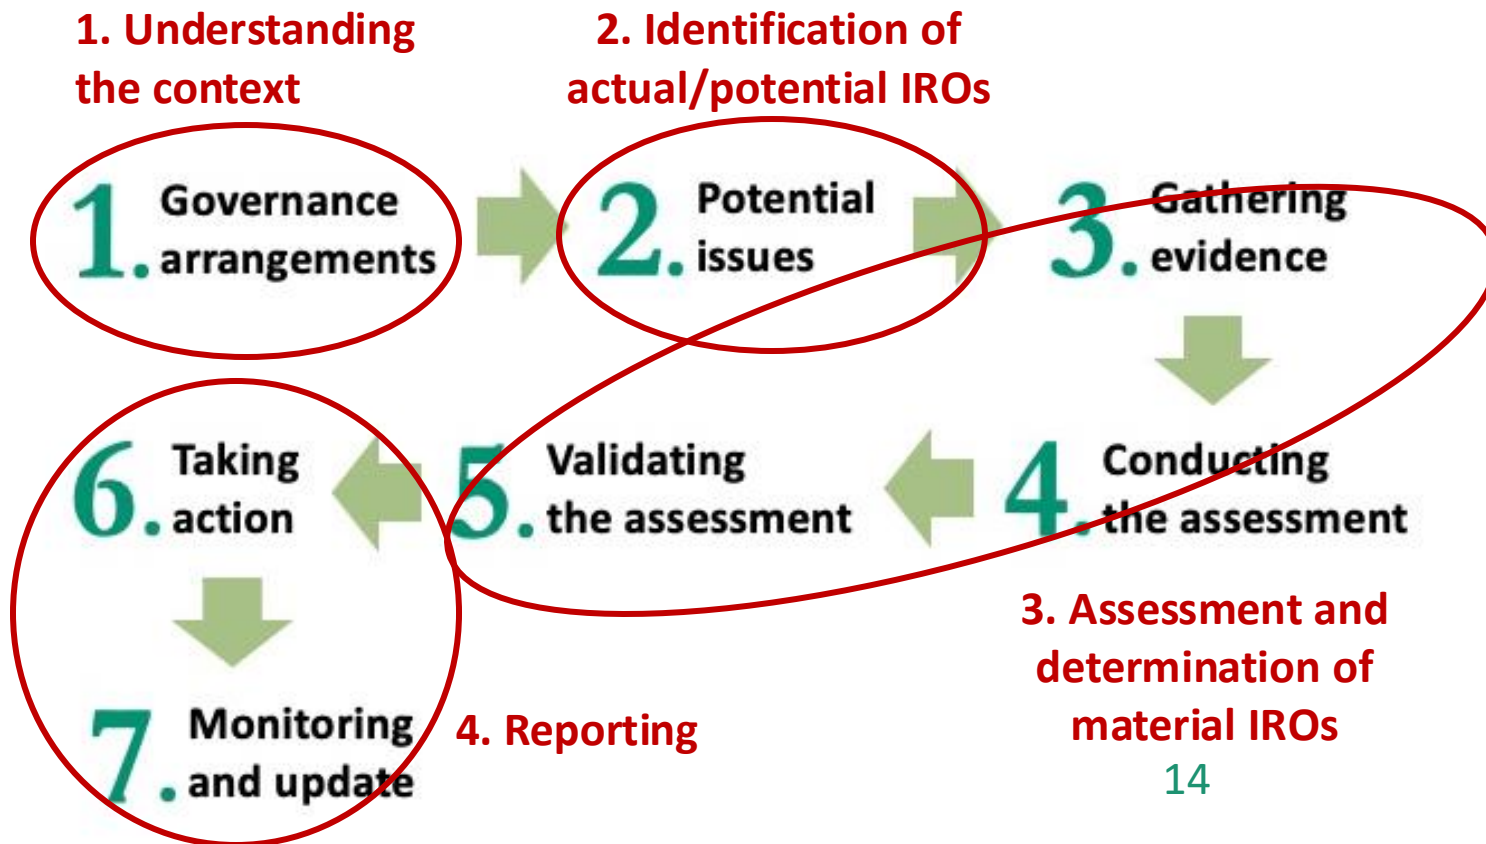 1. Understanding
the context
2. Identification of
actual/potential IROs
1. Governance
arrangements
2. Potential
issues
3. Gathering
evidence
6. Taking
action
5. Validating
the assessment
4. Conducting
the assessment
7. Monitoring
and update
4. Reporting
3. Assessment and
determination of
material IROs
14